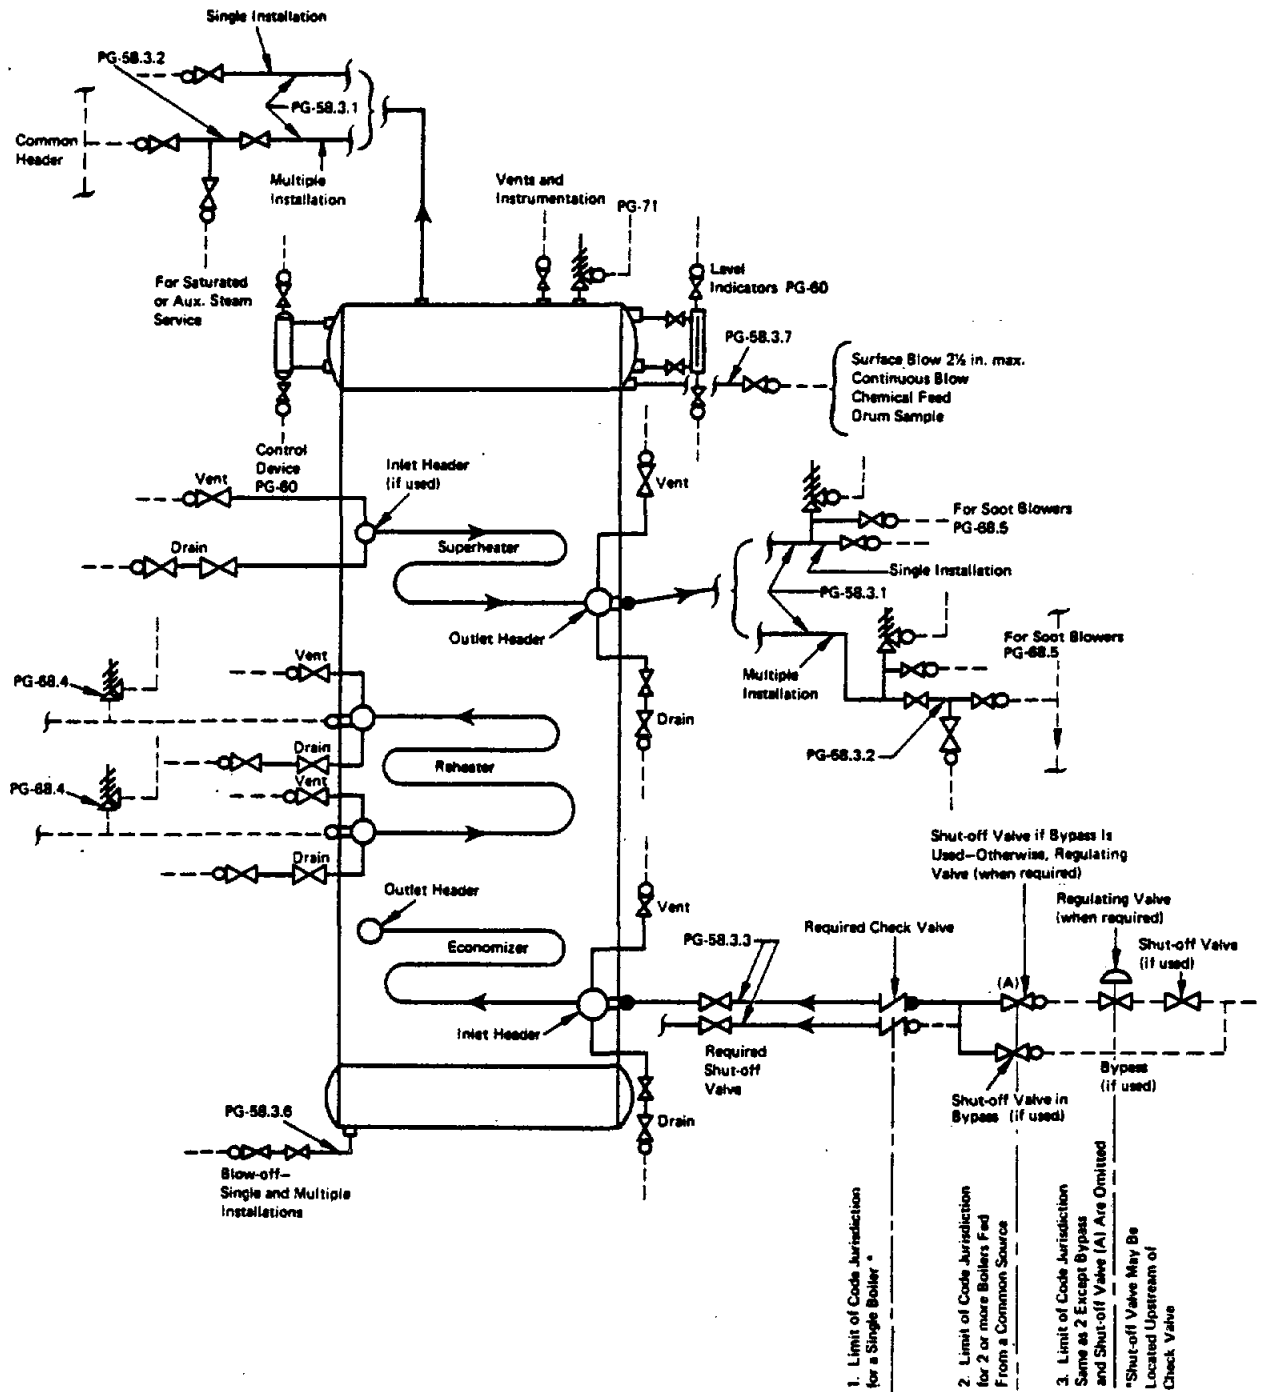 Single Installation
PG-58.3.2
PG-58.3.1
Common
Header
Multiple
Installation
Vents and
Instrumentation
PG-71
For Saturated
or Aux. Steam
Service
Level
Indicators PG-60
PG-58.3.7
Surface Blow 2½ in. max.
Continuous Blow
Chemical Feed
Drum Sample
Control
Device
PG-60
Inlet Header
(if used)
Vent
Vent
Drain
Superheater
For Soot Blowers
PG-68.5
Single Installation
PG-58.3.1
Outlet Header
Multiple
Installation
For Soot Blowers
PG-68.5
Vent
PG-68.4
Drain
PG-58.3.2
Drain
Vent
Reheater
PG-68.4
Drain
Shut-off Valve if Bypass Is
Used—Otherwise, Regulating
Valve (when required)
Outlet Header
Vent
Regulating Valve
(when required)
Economizer
PG-58.3.3
Required Check Valve
Shut-off Valve
(if used)
(A)
Inlet Header
Required
Shut-off
Valve
Bypass
(if used)
Shut-off Valve in
Bypass (if used)
PG-58.3.6
Drain
Blow-off—
Single and Multiple
Installations
1. Limit of Code Jurisdiction
for a Single Boiler *
2. Limit of Code Jurisdiction
for 2 or more Boilers Fed
From a Common Source
3. Limit of Code Jurisdiction
Same as 2 Except Bypass
and Shut-off Valve (A) Are Omitted
*Shut-off Valve May Be
Located Upstream of
Check Valve